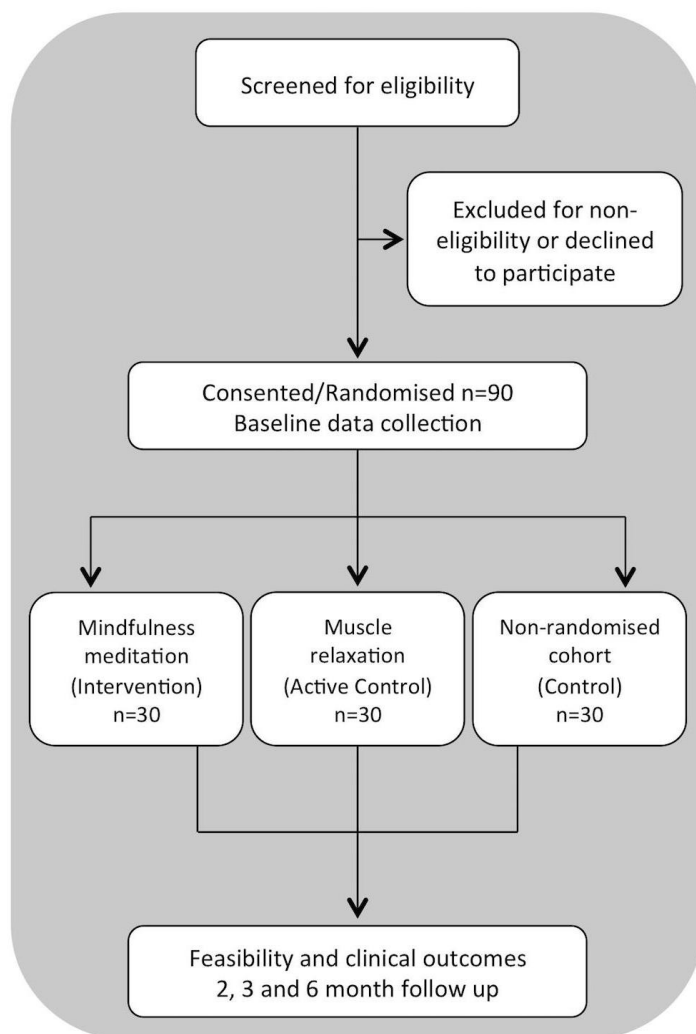 Screened for eligibility
Excluded for non-
eligibility or declined
to participate
Consented/Randomised n=90
Baseline data collection
Mindfulness
meditation
(Intervention)
n=30
Muscle
relaxation
(Active Control)
n=30
Non-randomised
cohort
(Control)
n=30
Feasibility and clinical outcomes
2, 3 and 6 month follow up